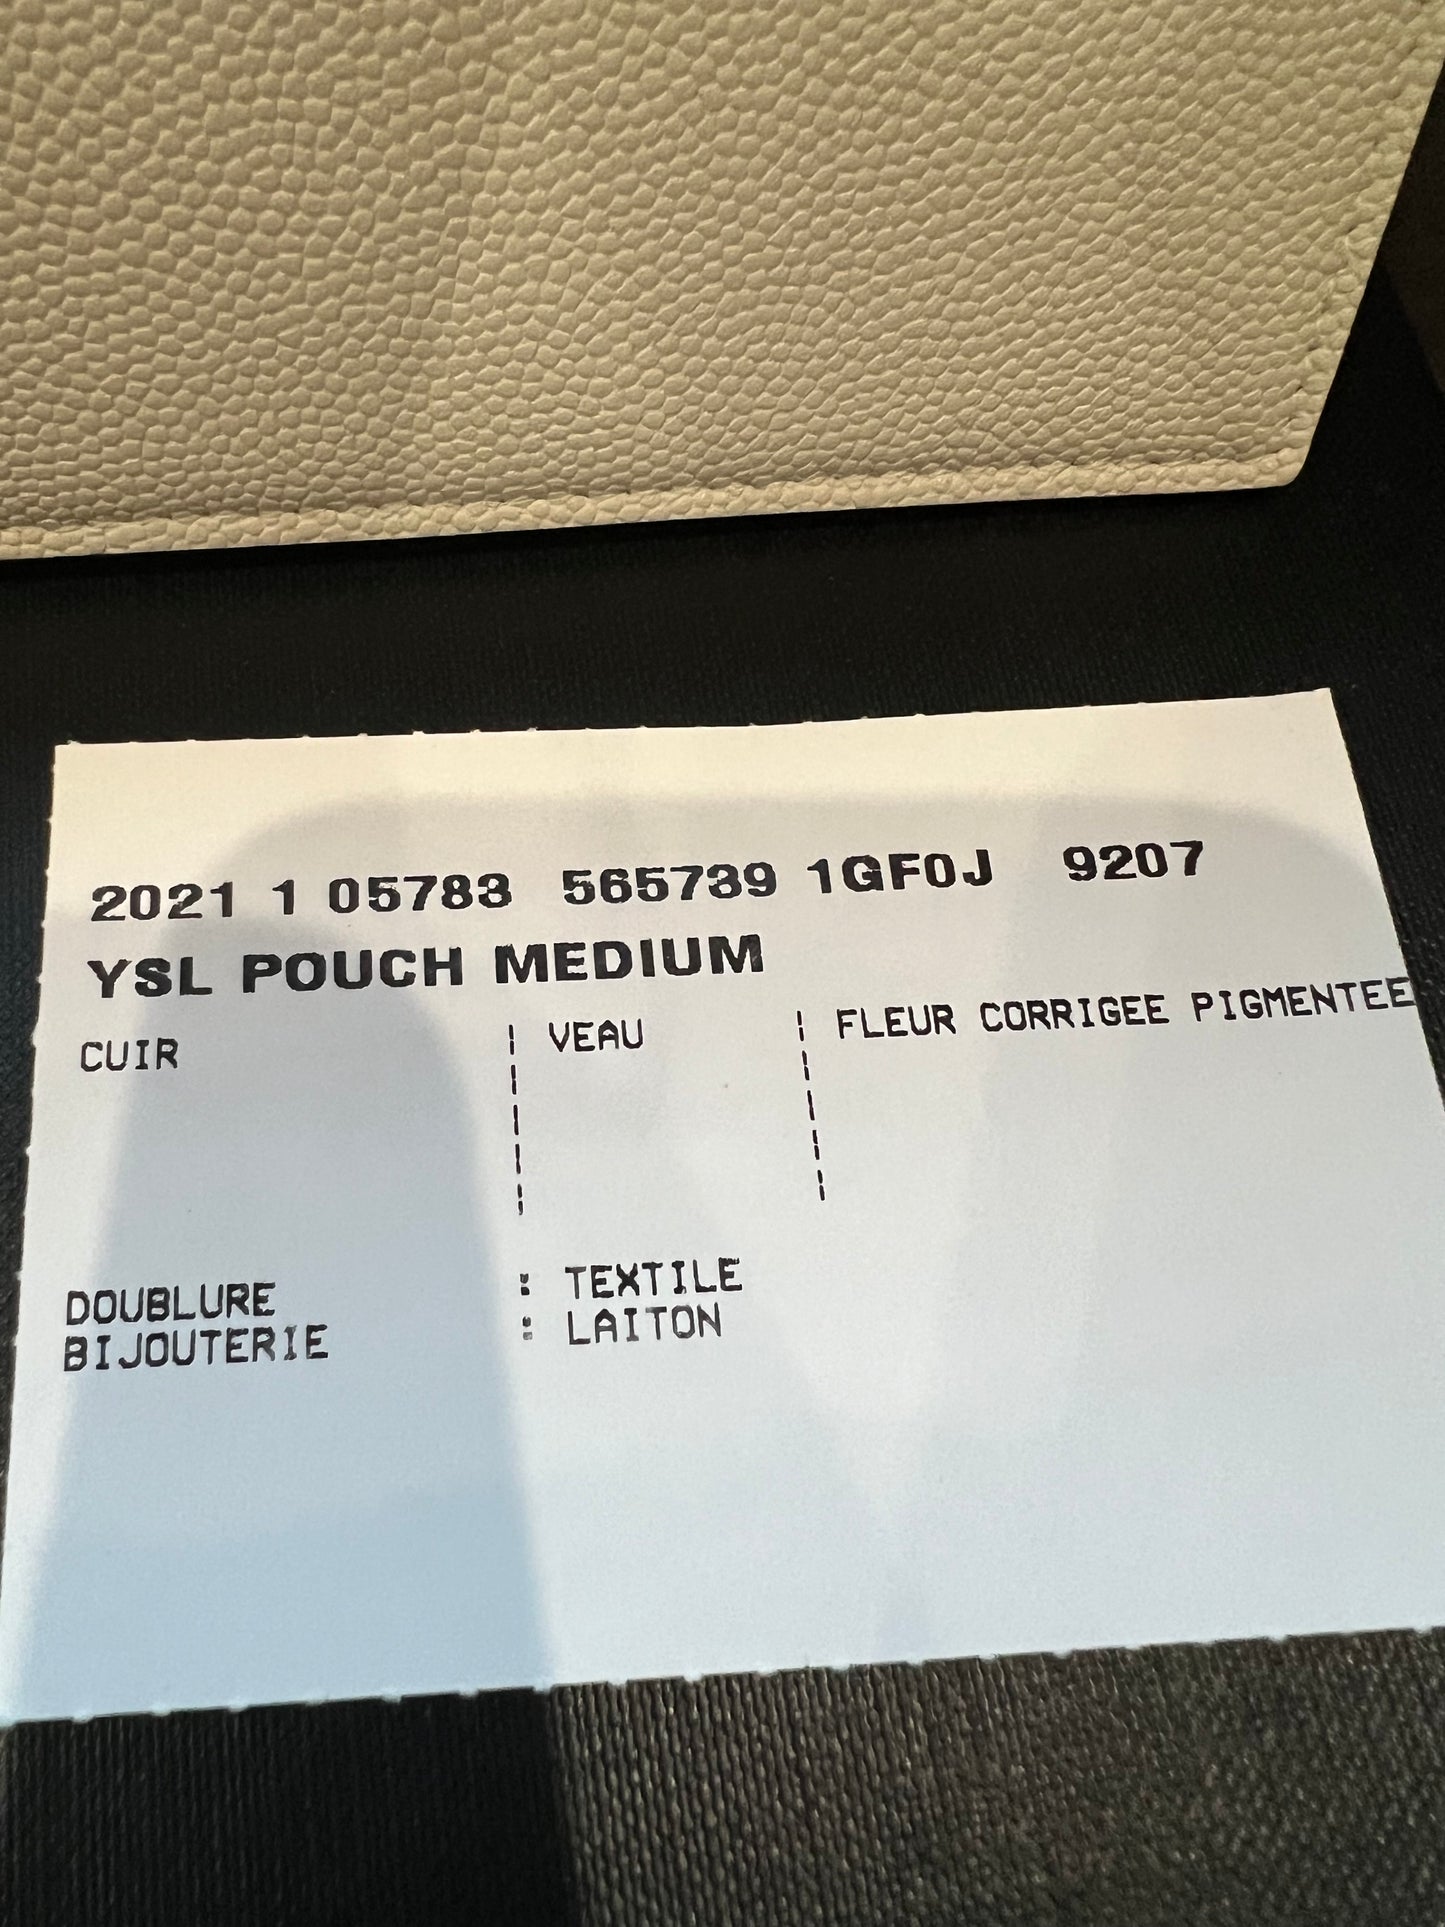 2021 1 05783 565739 1GF0J 9207
YSL POUCH MEDIUM
CUIR ¦ VEAU ¦ FLEUR CORRIGEE PIGMENTEE
DOUBLURE : TEXTILE
BIJOUTERIE : LAITON